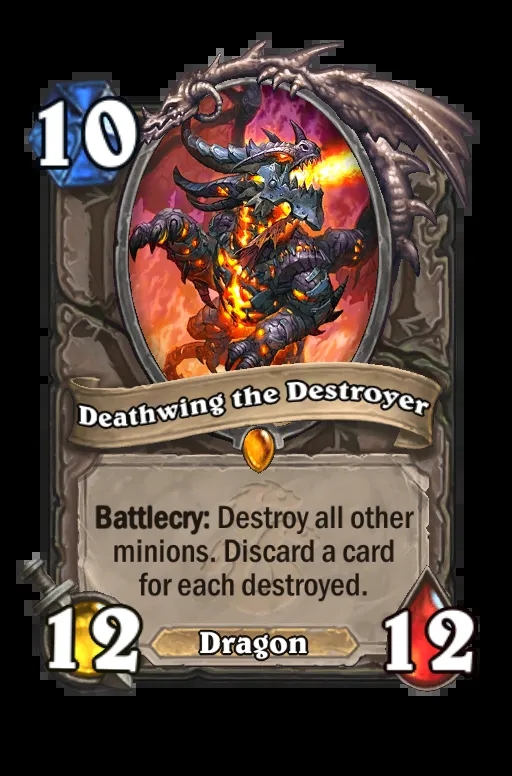 10
Deathwing the Destroyer
Battlecry: Destroy all other
minions. Discard a card
for each destroyed.
12
Dragon
12